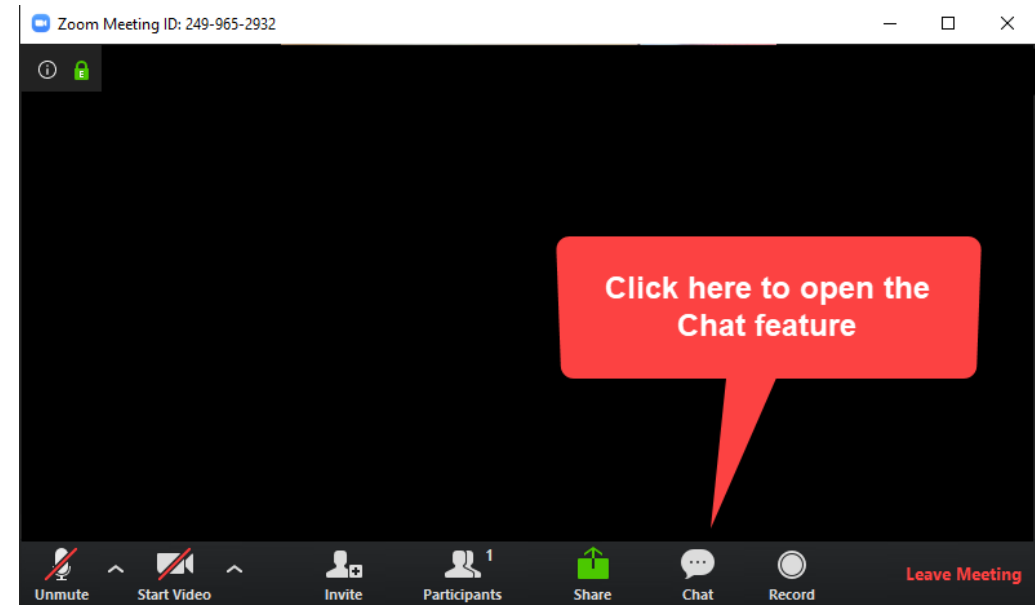 Zoom Meeting ID: 249-965-2932
E
Click here to open the
Chat feature
1
Unmute
Start Video
Invite
Participants
Share
Chat
Record
Leave Meeting